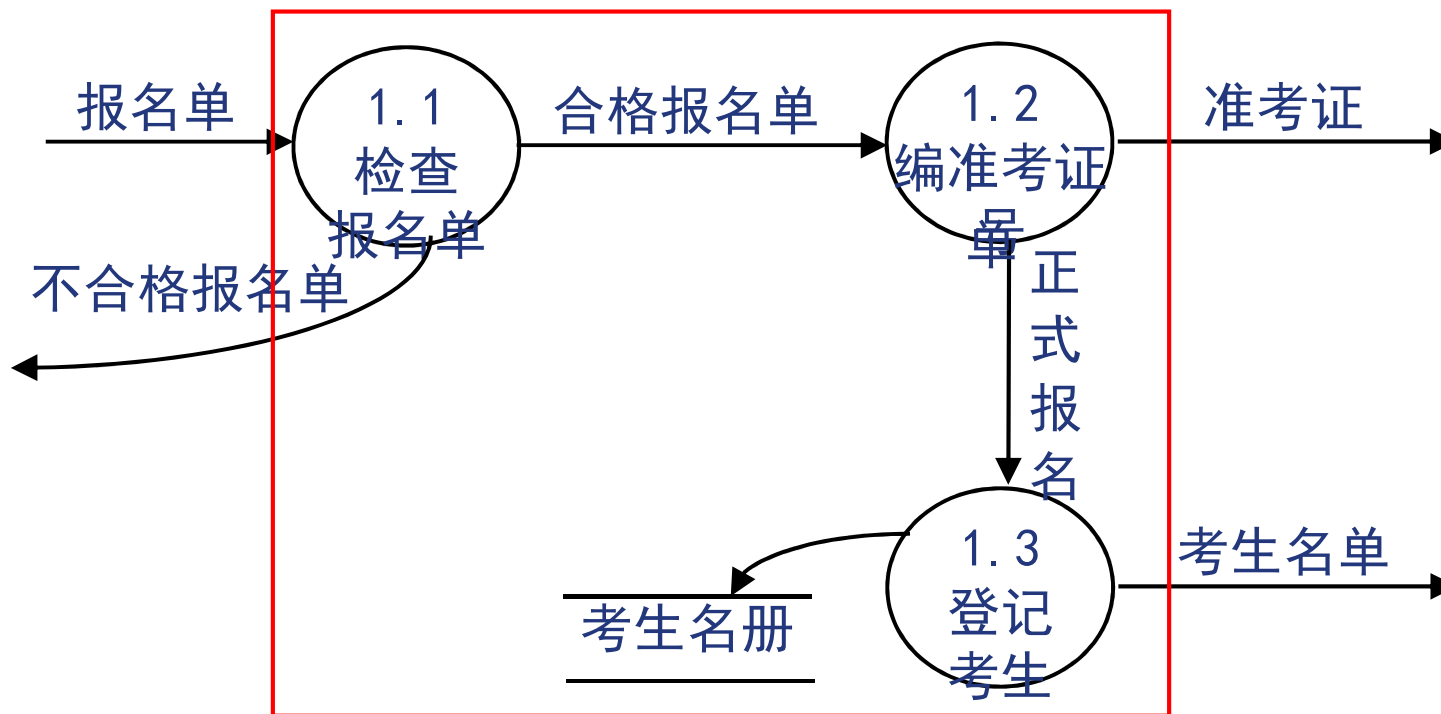 报名单
1.1
检查
报名单
合格报名单
1.2
编准考证
号
准考证
不合格报名单
正
式
报
名
单
1.3
登记
考生
考生名单
考生名册